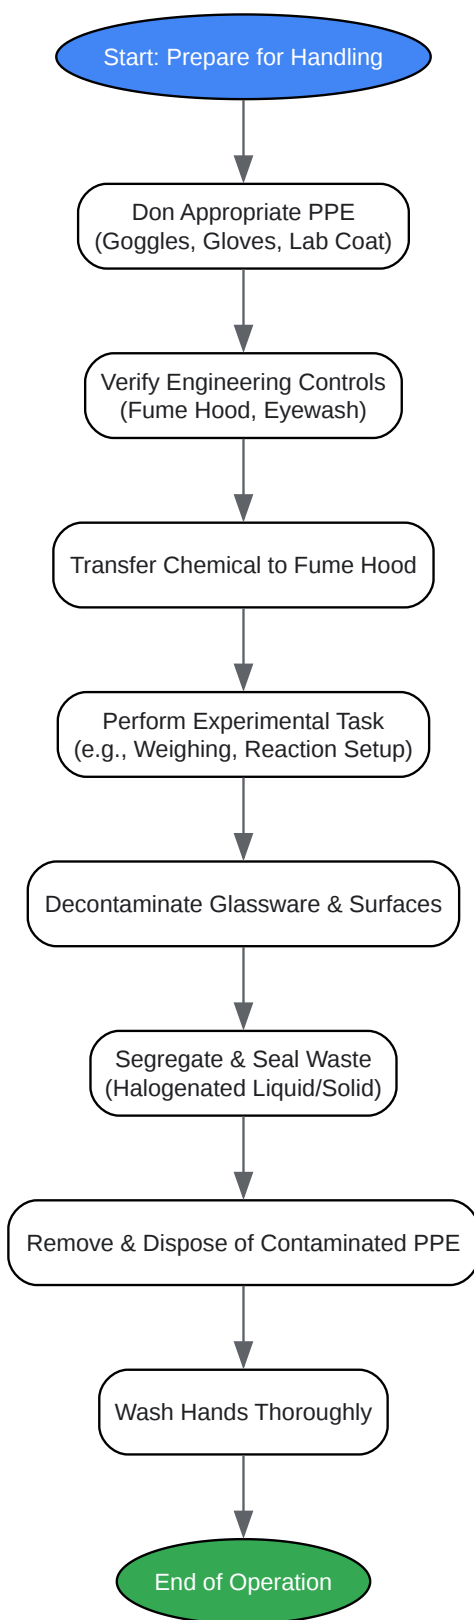 Start: Prepare for Handling
Don Appropriate PPE
(Goggles, Gloves, Lab Coat)
Verify Engineering Controls
(Fume Hood, Eyewash)
Transfer Chemical to Fume Hood
Perform Experimental Task
(e.g., Weighing, Reaction Setup)
Decontaminate Glassware & Surfaces
Segregate & Seal Waste
(Halogenated Liquid/Solid)
Remove & Dispose of Contaminated PPE
Wash Hands Thoroughly
End of Operation